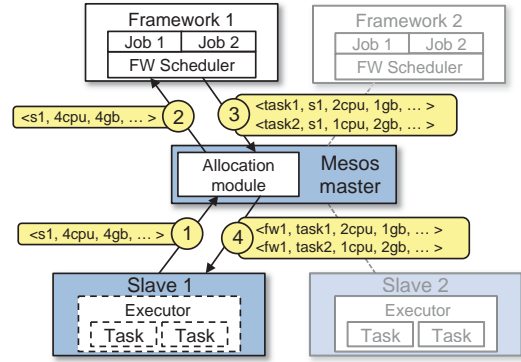 Framework 1
Job 1 Job 2
FW Scheduler
Framework 2
Job 1 Job 2
FW Scheduler
<s1, 4cpu, 4gb, … >
2
3
<task1, s1, 2cpu, 1gb, … >
<task2, s1, 1cpu, 2gb, … >
Allocation
module
Mesos
master
<s1, 4cpu, 4gb, … >
1
4
<fw1, task1, 2cpu, 1gb, … >
<fw1, task2, 1cpu, 2gb, … >
Slave 1
Executor
Task Task
Slave 2
Executor
Task Task